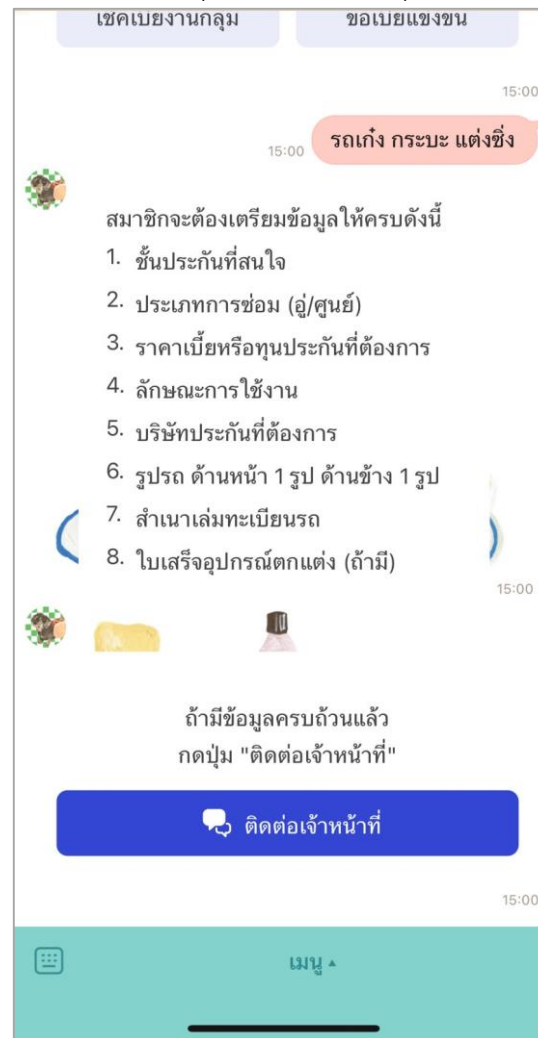 เช็คเบี้ยงานกลุ่ม
ขอเบี้ยแข่งขัน
15:00
15:00
รถเก๋ง กระบะ แต่งซิ่ง
สมาชิกจะต้องเตรียมข้อมูลให้ครบดังนี้
1. ชั้นประกันที่สนใจ
2. ประเภทการซ่อม (อู่/ศูนย์)
3. ราคาเบี้ยหรือทุนประกันที่ต้องการ
4. ลักษณะการใช้งาน
5. บริษัทประกันที่ต้องการ
6. รูปรถ ด้านหน้า 1 รูป ด้านข้าง 1 รูป
7. สำเนาเล่มทะเบียนรถ
8. ใบเสร็จอุปกรณ์ตกแต่ง (ถ้ามี)
15:00
ถ้ามีข้อมูลครบถ้วนแล้ว
กดปุ่ม "ติดต่อเจ้าหน้าที่"
ติดต่อเจ้าหน้าที่
15:00
เมนู